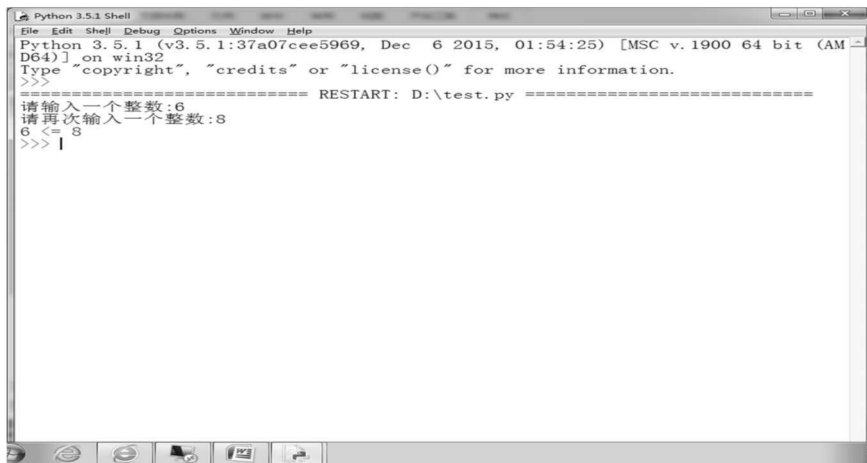 Python 3.5.1 Shell
File Edit Shell Debug Options Window Help
Python 3.5.1 (v3.5.1:37a07cee5969, Dec  6 2015, 01:54:25) [MSC v.1900 64 bit (AM
D64)] on win32
Type "copyright", "credits" or "license()" for more information.
>>>
============================ RESTART: D:\test.py ============================
请输入一个整数:6
请再次输入一个整数:8
6 <= 8
>>>